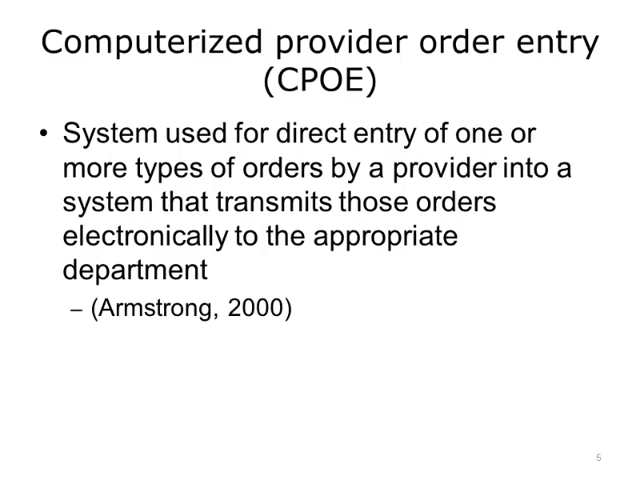 Computerized provider order entry
(CPOE)
• System used for direct entry of one or
more types of orders by a provider into a
system that transmits those orders
electronically to the appropriate
department
– (Armstrong, 2000)
5